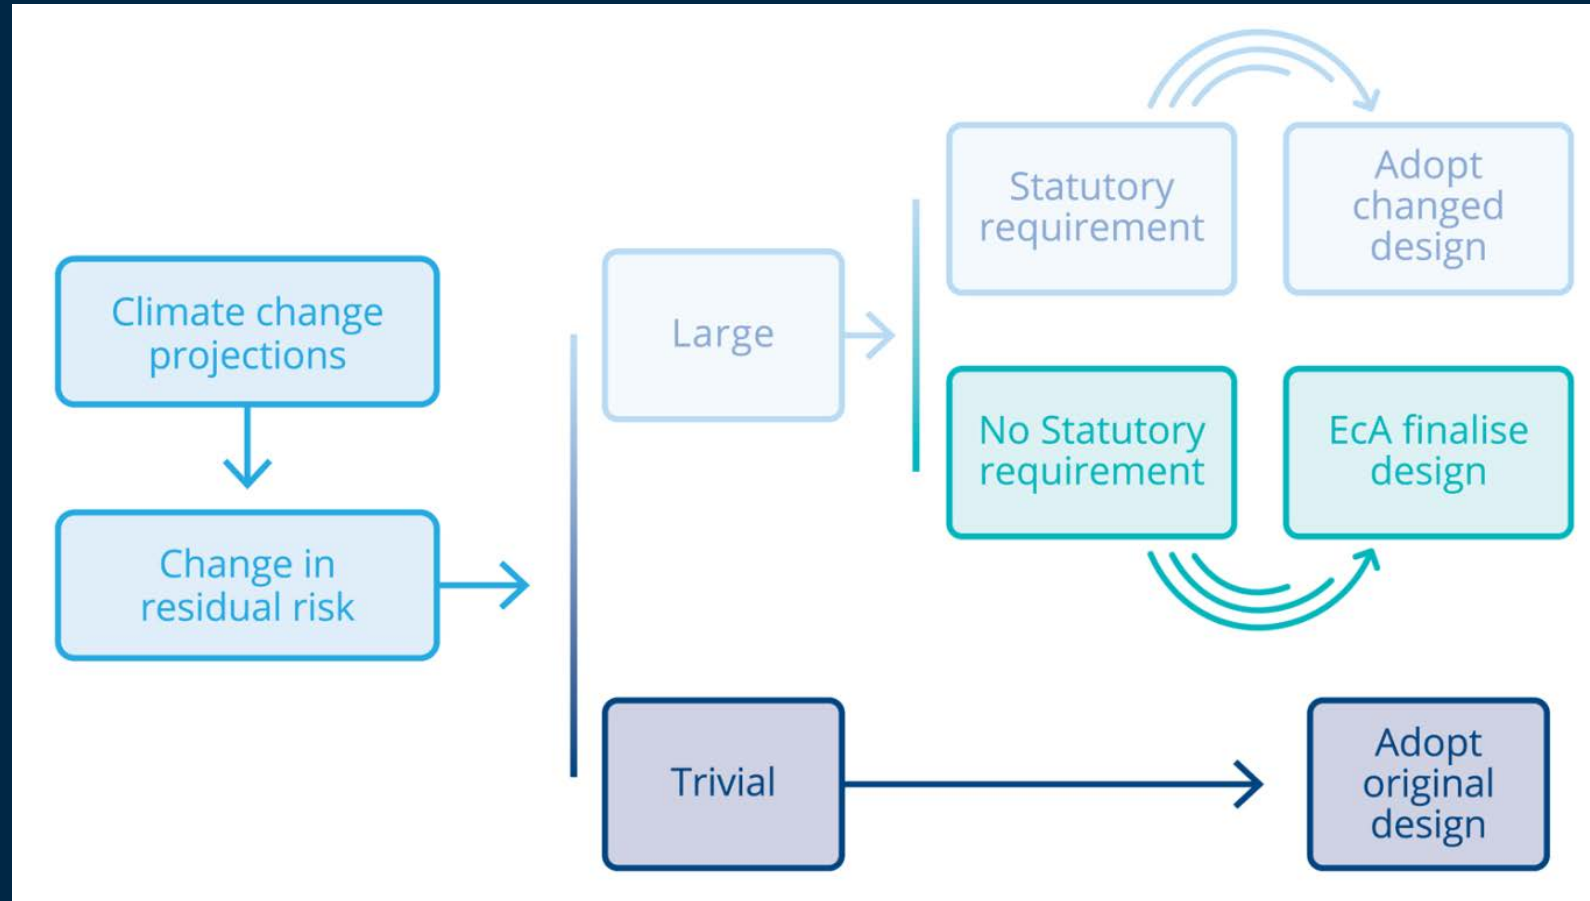 Climate change
projections
Change in
residual risk
Large
Statutory
requirement
Adopt
changed
design
No Statutory
requirement
EcA finalise
design
Trivial
Adopt
original
design